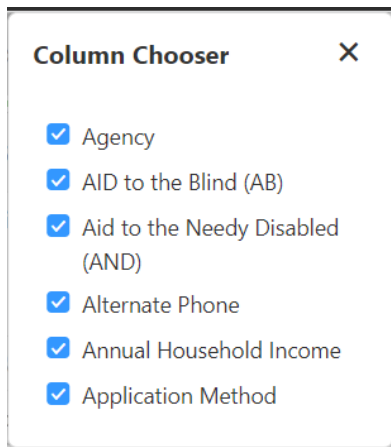 Column Chooser
Agency
AID to the Blind (AB)
Aid to the Needy Disabled
(AND)
Alternate Phone
Annual Household Income
Application Method